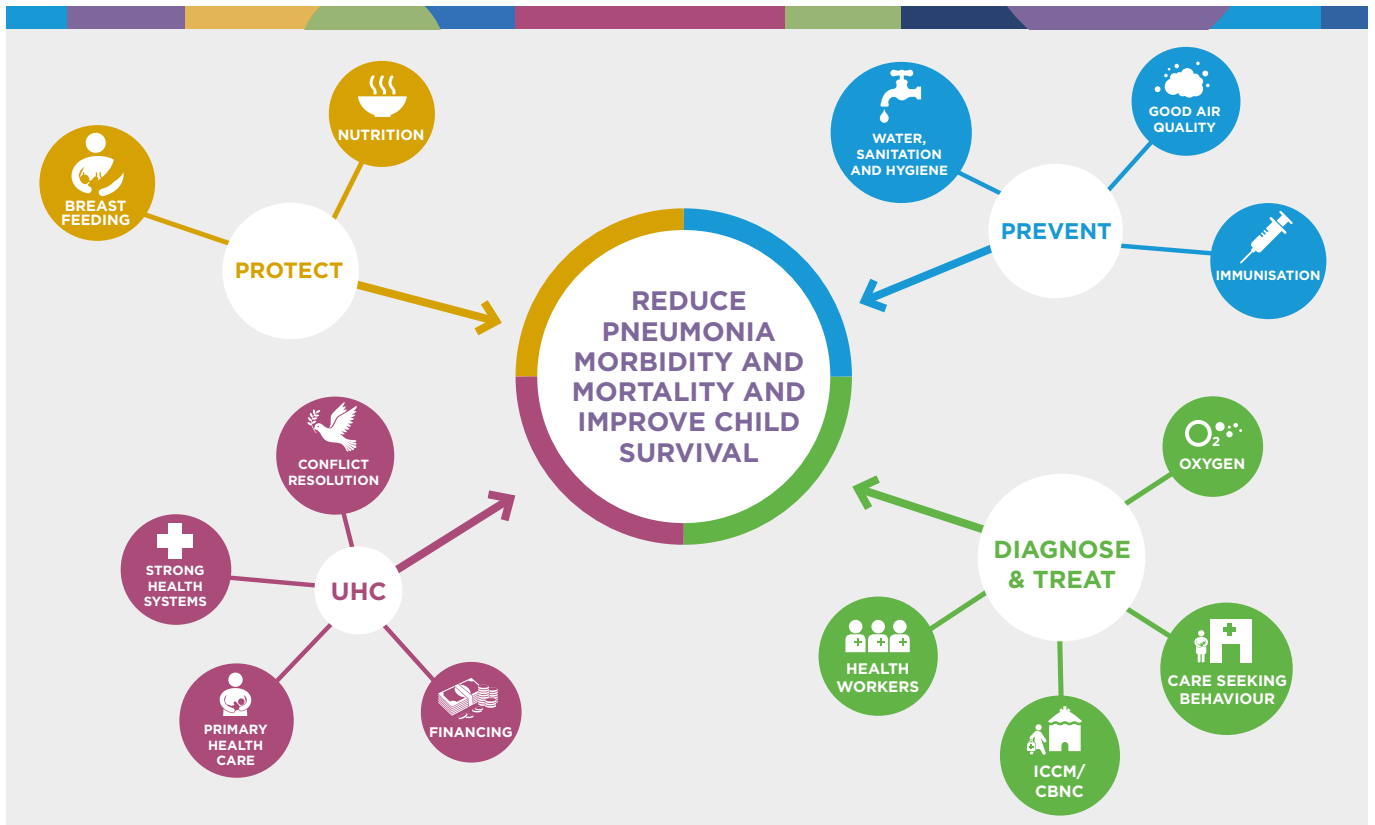 NUTRITION
BREAST
FEEDING
PROTECT
WATER,
SANITATION
AND HYGIENE
GOOD AIR
QUALITY
PREVENT
IMMUNISATION
REDUCE
PNEUMONIA
MORBIDITY AND
MORTALITY AND
IMPROVE CHILD
SURVIVAL
CONFLICT
RESOLUTION
STRONG
HEALTH
SYSTEMS
UHC
PRIMARY
HEALTH
CARE
FINANCING
O2
OXYGEN
DIAGNOSE
& TREAT
HEALTH
WORKERS
CARE SEEKING
BEHAVIOUR
ICCM/
CBNC